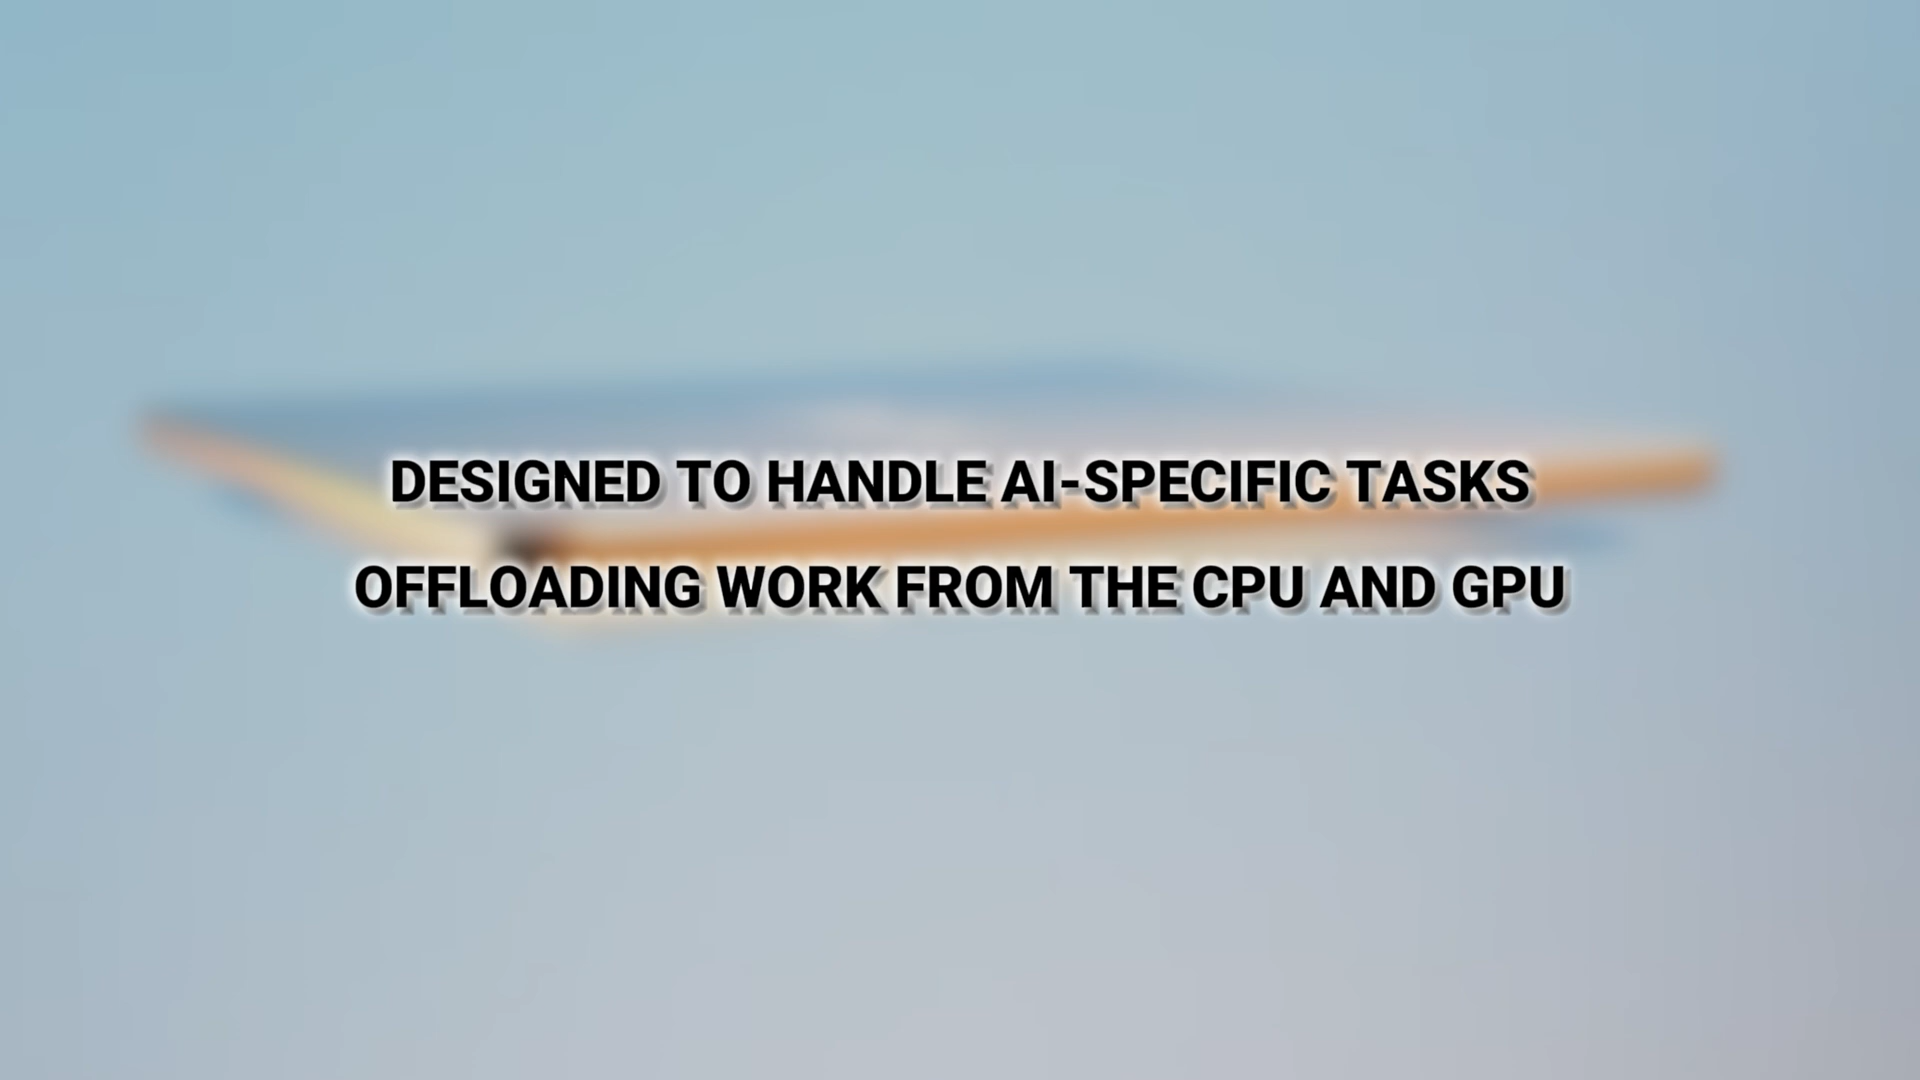 DESIGNED TO HANDLE AI-SPECIFIC TASKS
OFFLOADING WORK FROM THE CPU AND GPU